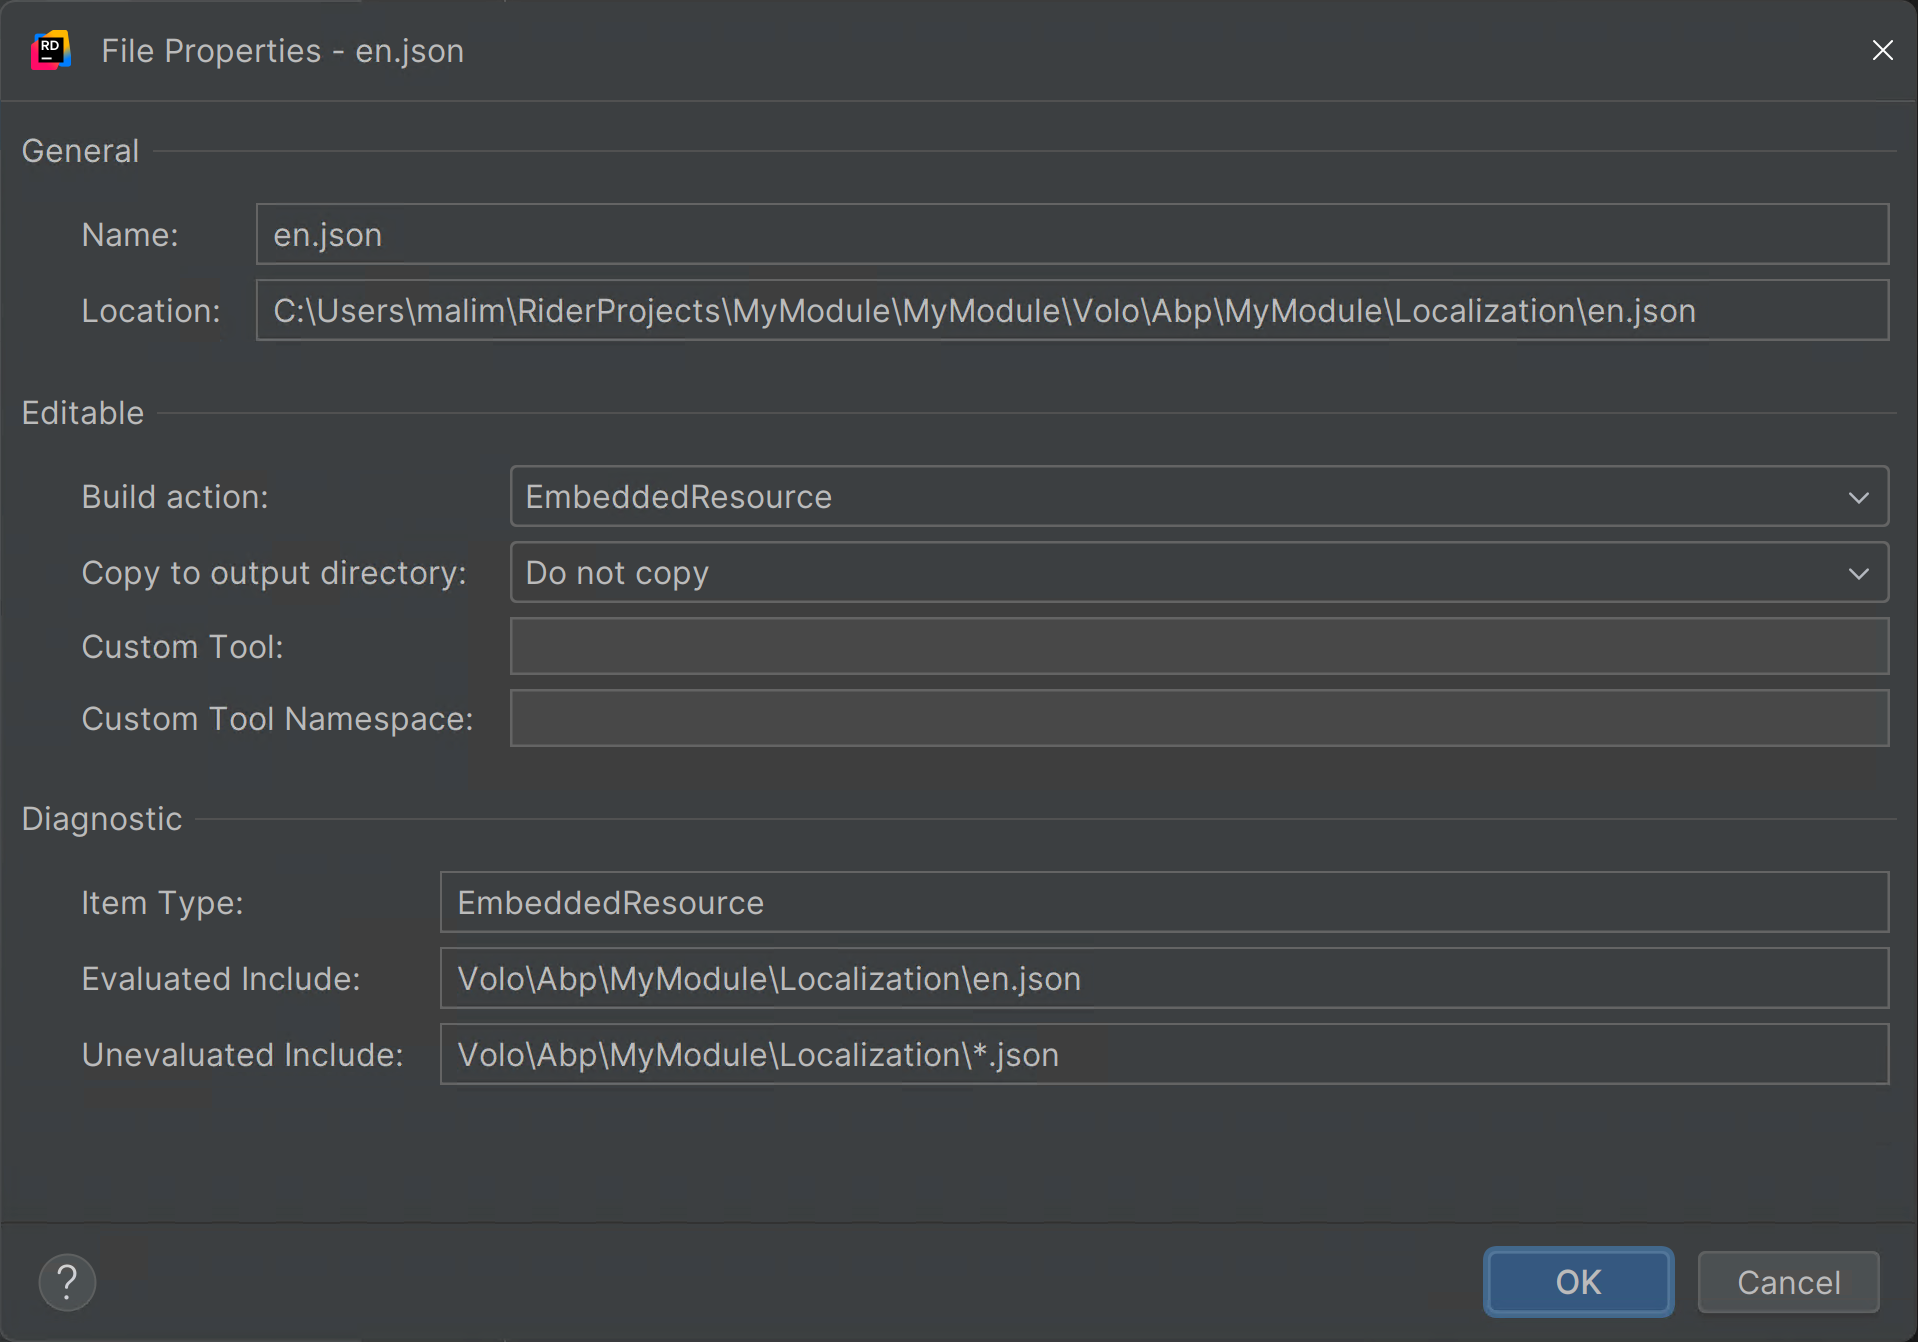 RD
File Properties - en.json
General
Name: en.json
Location: C:\Users\malim\RiderProjects\MyModule\MyModule\Volo\Abp\MyModule\Localization\en.json
Editable
Build action: EmbeddedResource
Copy to output directory: Do not copy
Custom Tool:
Custom Tool Namespace:
Diagnostic
Item Type: EmbeddedResource
Evaluated Include: Volo\Abp\MyModule\Localization\en.json
Unevaluated Include: Volo\Abp\MyModule\Localization\*.json
? OK Cancel